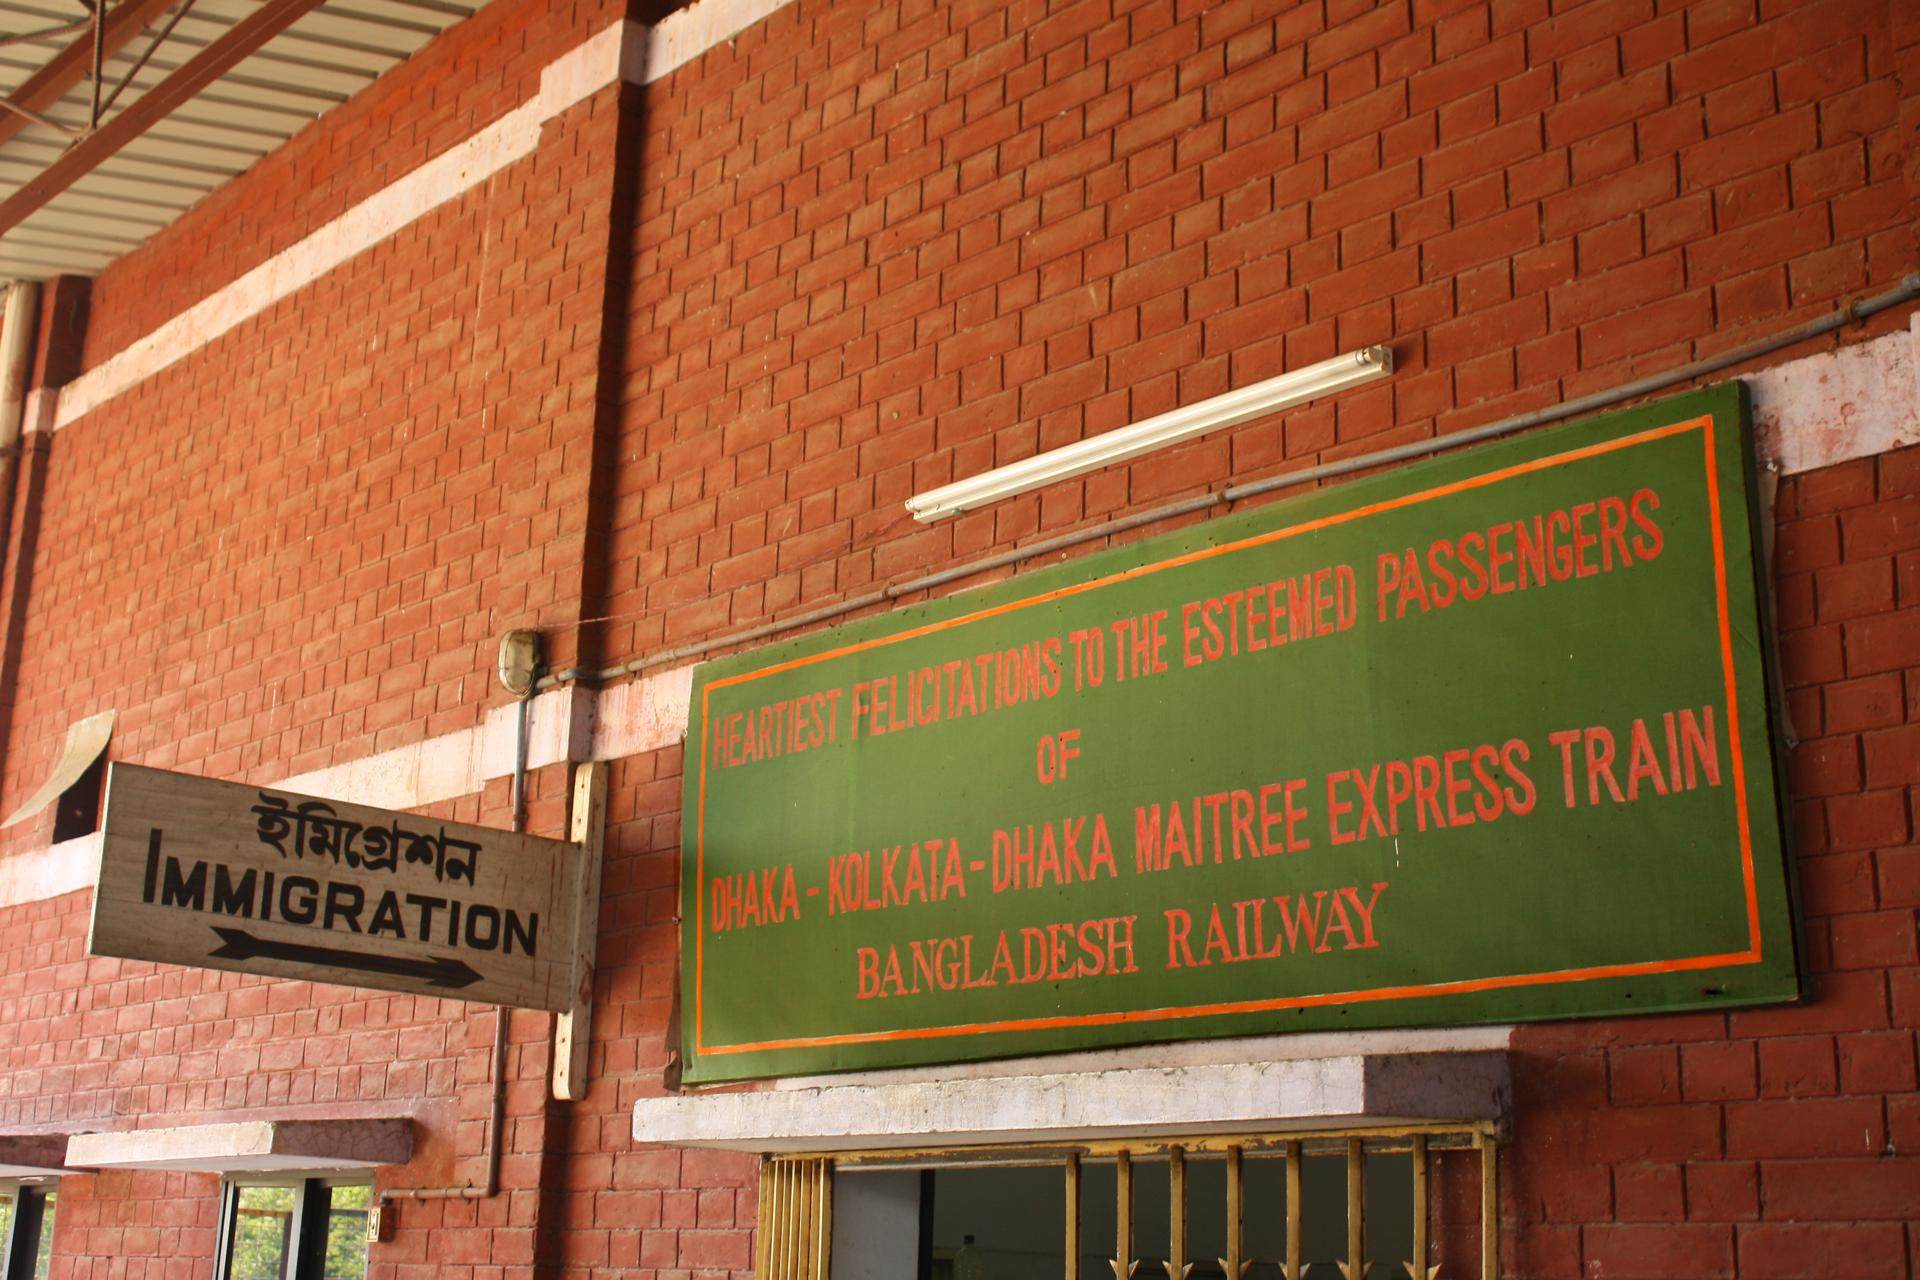 ইমিগ্রেশন
IMMIGRATION
HEARTIEST FELICITATIONS TO THE ESTEEMED PASSENGERS
OF
DHAKA - KOLKATA - DHAKA MAITREE EXPRESS TRAIN
BANGLADESH RAILWAY